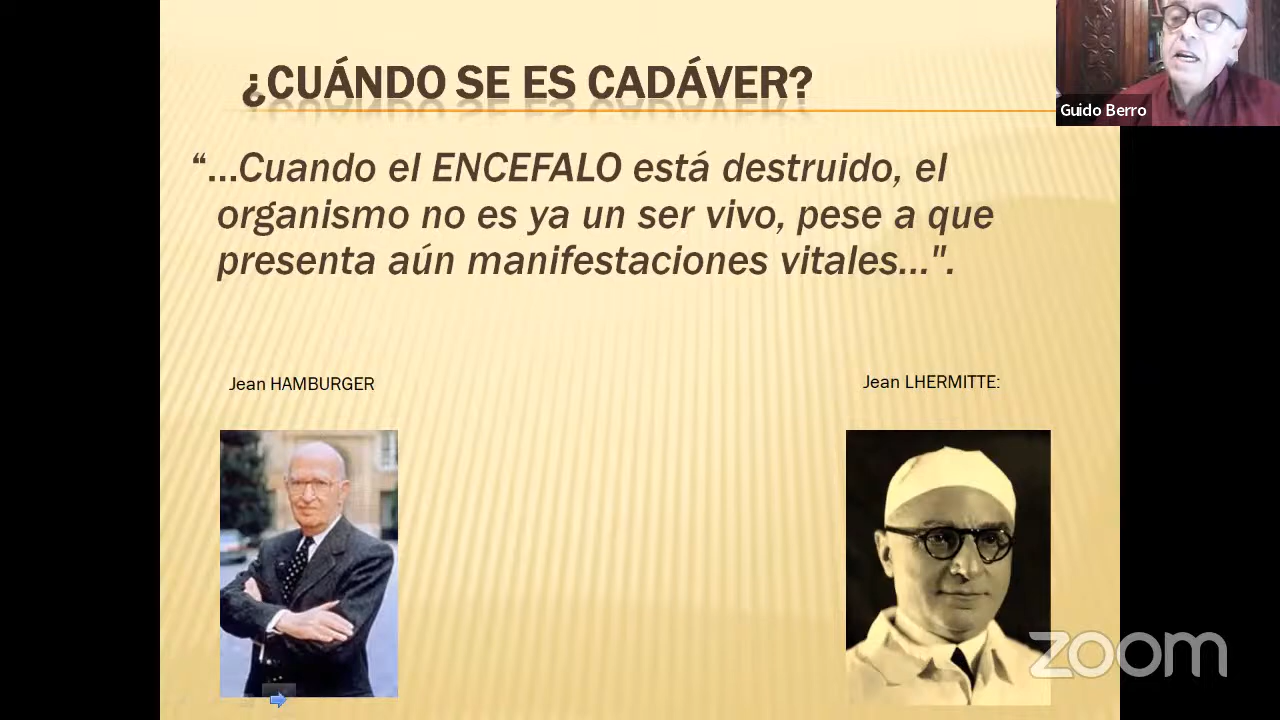 ¿CUÁNDO SE ES CADÁVER?
Guido Berro
“...Cuando el ENCEFALO está destruido, el
organismo no es ya un ser vivo, pese a que
presenta aún manifestaciones vitales...".
Jean HAMBURGER
Jean LHERMITTE:
zoom